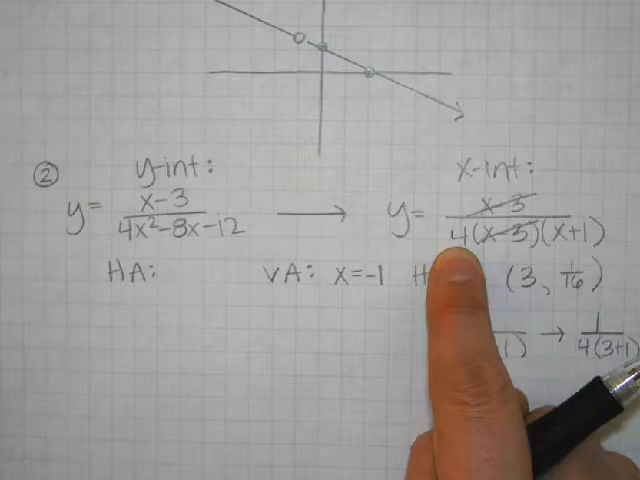 ② y-int: x-int:
y = (x-3)/(4x²-8x-12) → y = (x-3)/(4(x-3)(x+1))
HA: VA: x=-1 H (3, 1/16)
1) → 1/(4(3+1)